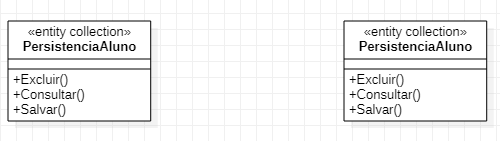 «entity collection»
PersistenciaAluno
+Excluir()
+Consultar()
+Salvar()
«entity collection»
PersistenciaAluno
+Excluir()
+Consultar()
+Salvar()